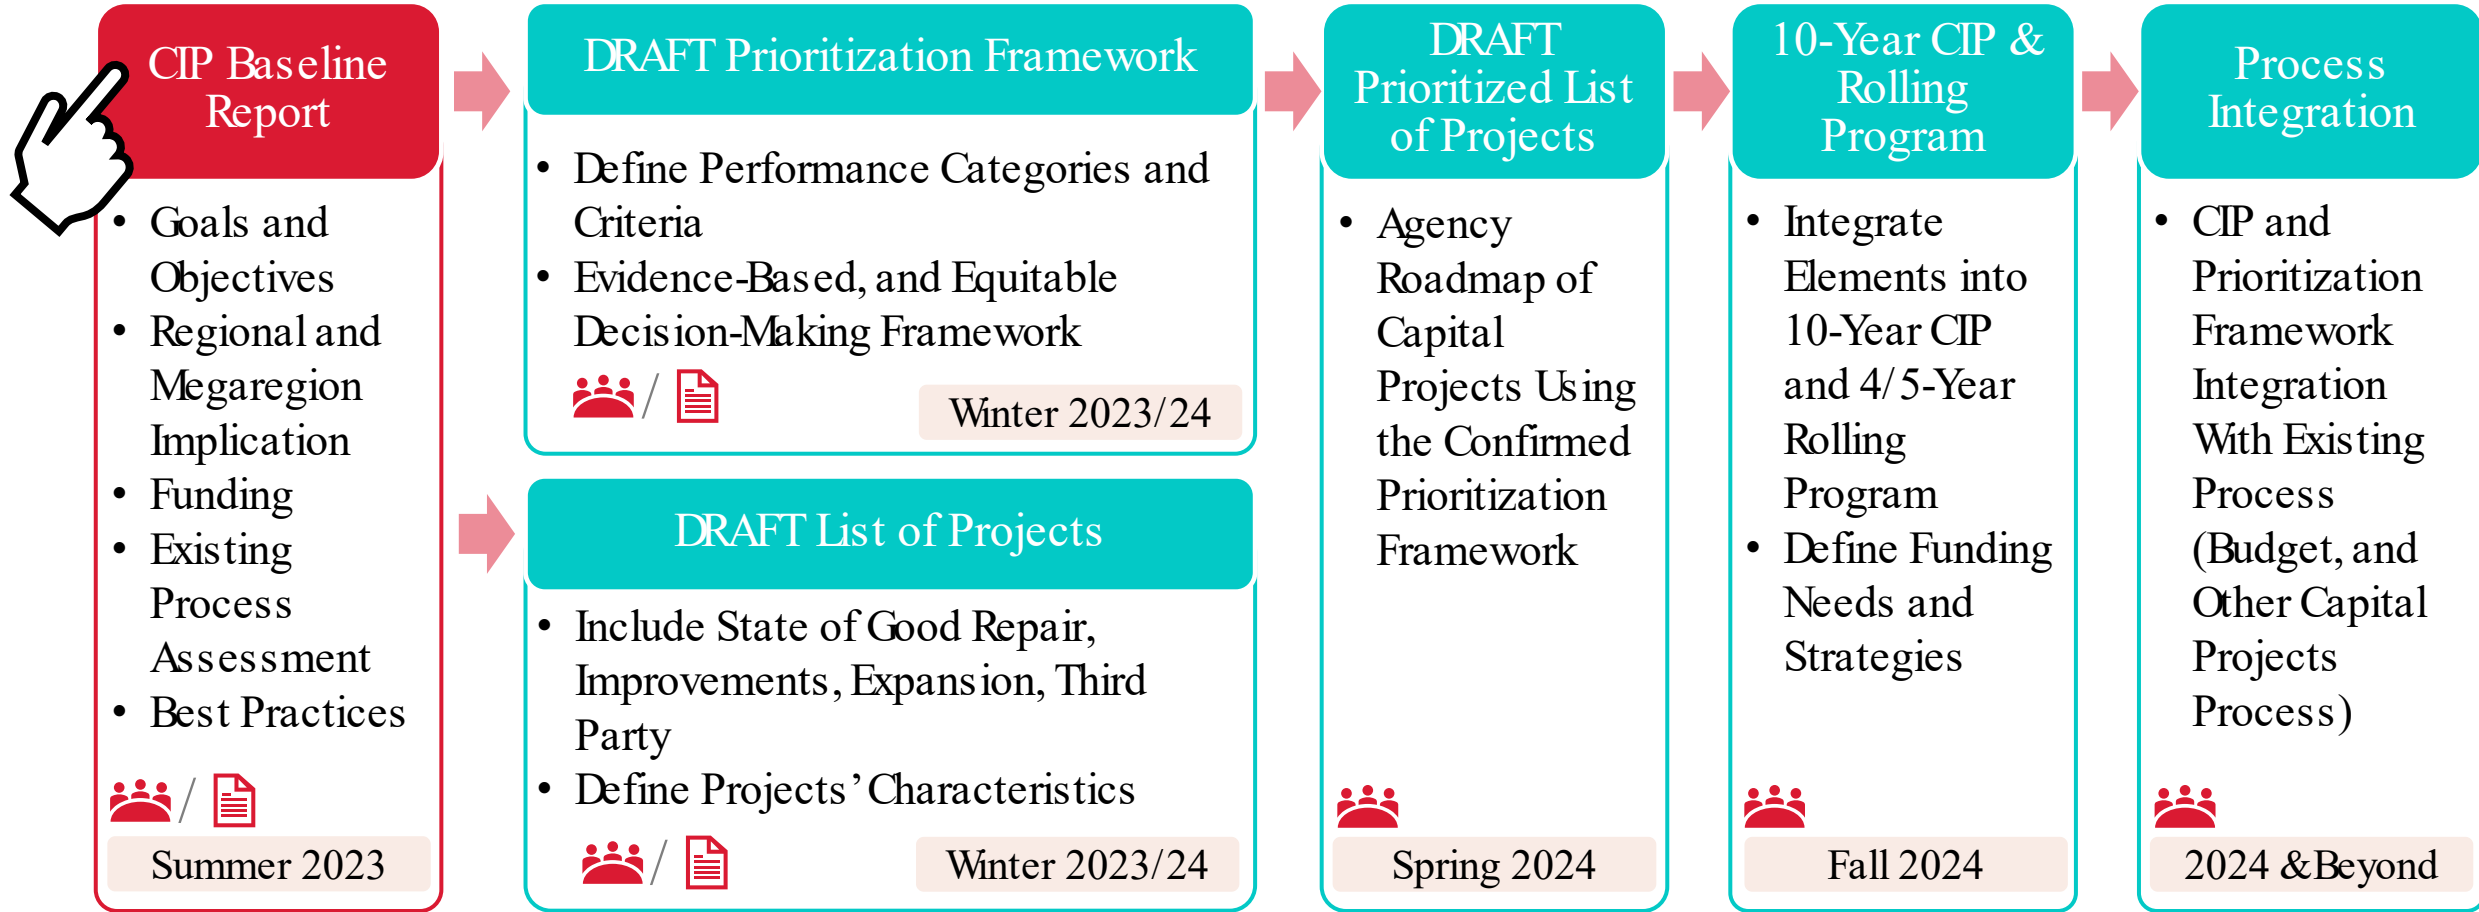 CIP Baseline
Report
• Goals and
Objectives
• Regional and
Megaregion
Implication
• Funding
• Existing
Process
Assessment
• Best Practices
/
Summer 2023
DRAFT Prioritization Framework
• Define Performance Categories and
Criteria
• Evidence-Based, and Equitable
Decision-Making Framework
/
Winter 2023/24
DRAFT List of Projects
• Include State of Good Repair,
Improvements, Expansion, Third
Party
• Define Projects’ Characteristics
/
Winter 2023/24
DRAFT
Prioritized List
of Projects
• Agency
Roadmap of
Capital
Projects Using
the Confirmed
Prioritization
Framework
Spring 2024
10-Year CIP &
Rolling
Program
• Integrate
Elements into
10-Year CIP
and 4/5-Year
Rolling
Program
• Define Funding
Needs and
Strategies
Fall 2024
Process
Integration
• CIP and
Prioritization
Framework
Integration
With Existing
Process
(Budget, and
Other Capital
Projects
Process)
2024 & Beyond